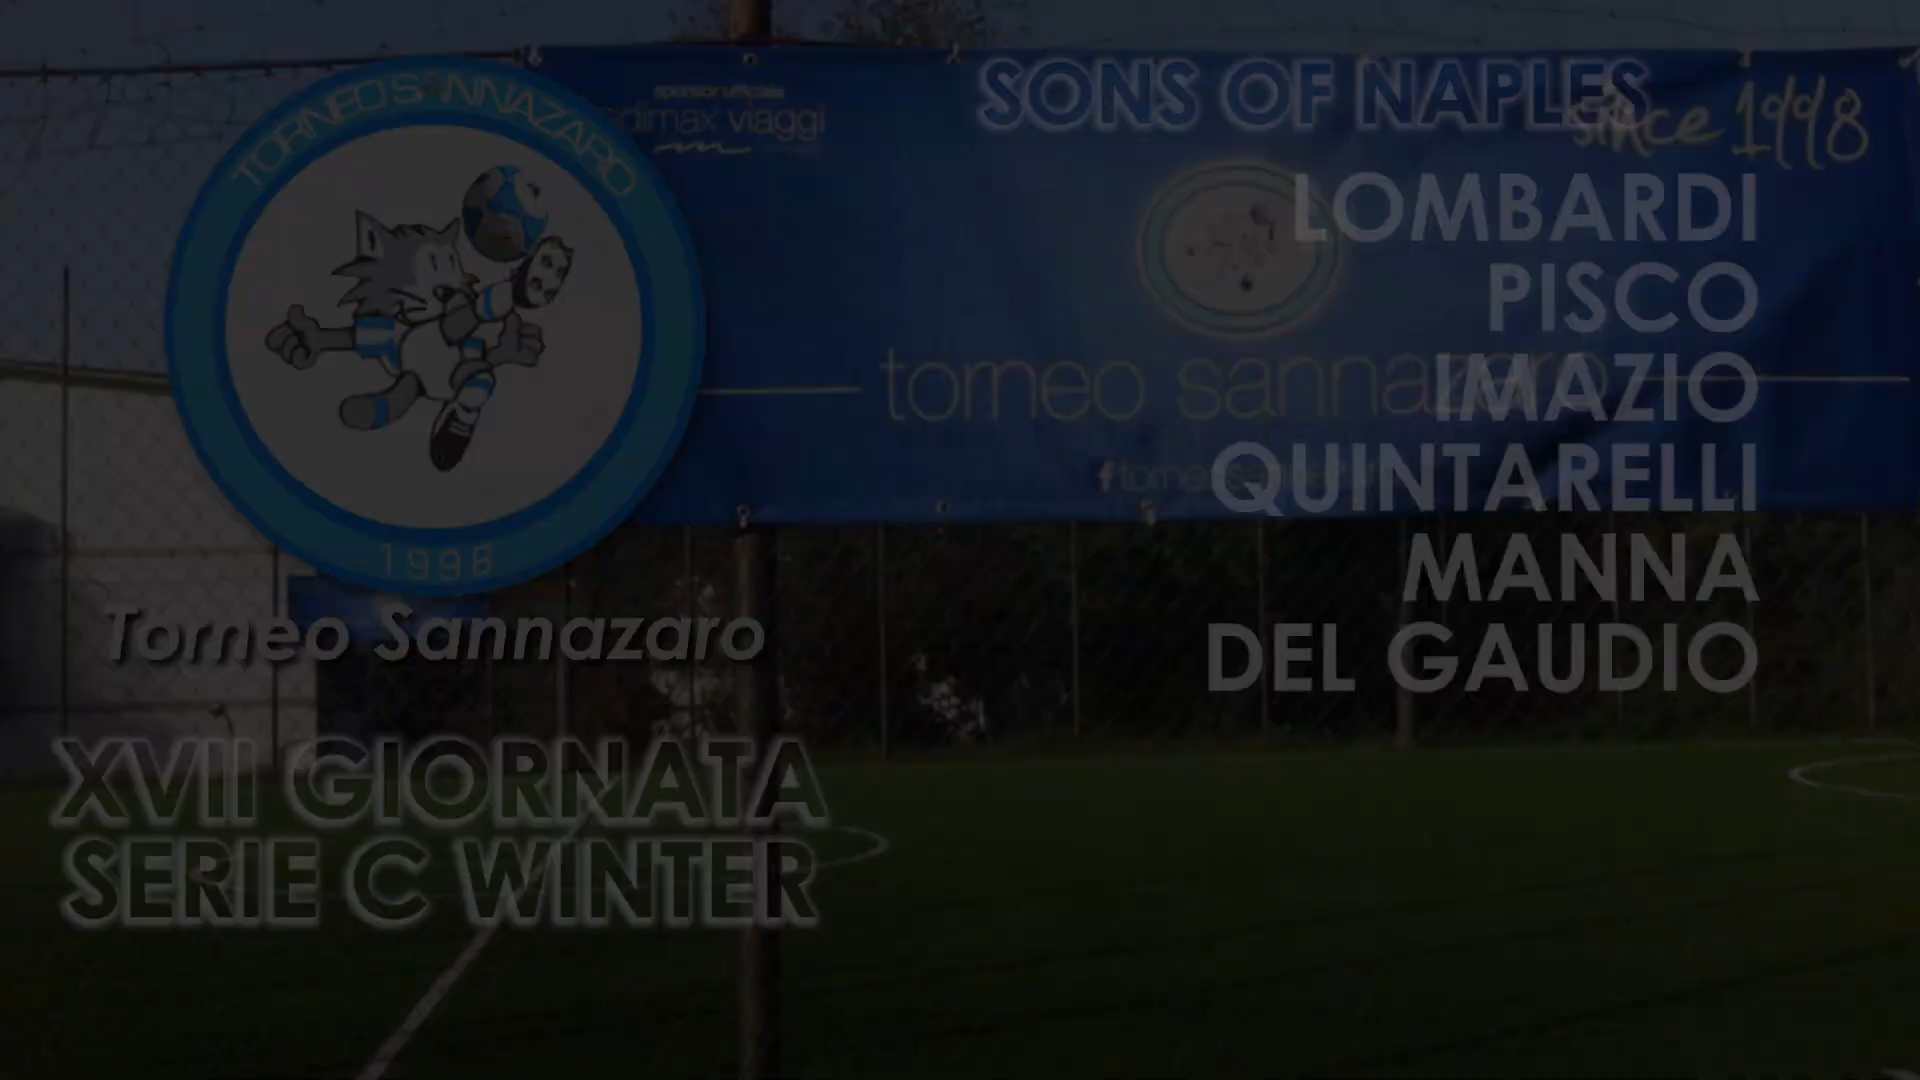 TORNEO SANNAZARO
1998
Torneo Sannazaro
XVII GIORNATA
SERIE C WINTER
sponsor ufficiale
viaggi
since 1998
torneo sannazaro
SONS OF NAPLES
LOMBARDI
PISCO
IMAZIO
QUINTARELLI
MANNA
DEL GAUDIO